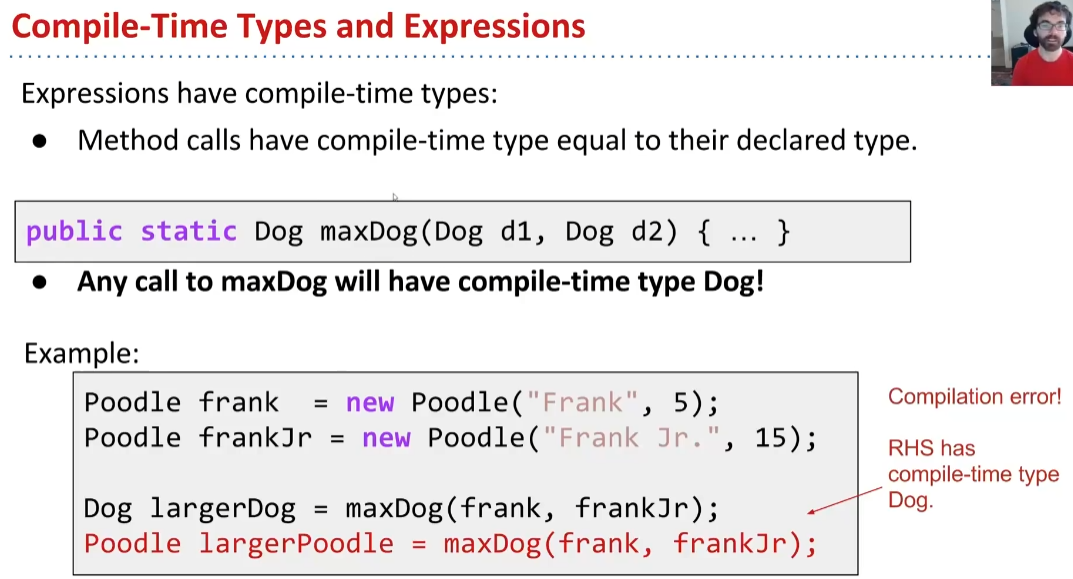 Compile-Time Types and Expressions
Expressions have compile-time types:
● Method calls have compile-time type equal to their declared type.
public static Dog maxDog(Dog d1, Dog d2) { … }
● Any call to maxDog will have compile-time type Dog!
Example:
Poodle frank  = new Poodle("Frank", 5);
Poodle frankJr = new Poodle("Frank Jr.", 15);
Dog largerDog = maxDog(frank, frankJr);
Poodle largerPoodle = maxDog(frank, frankJr);
Compilation error!
RHS has
compile-time type
Dog.